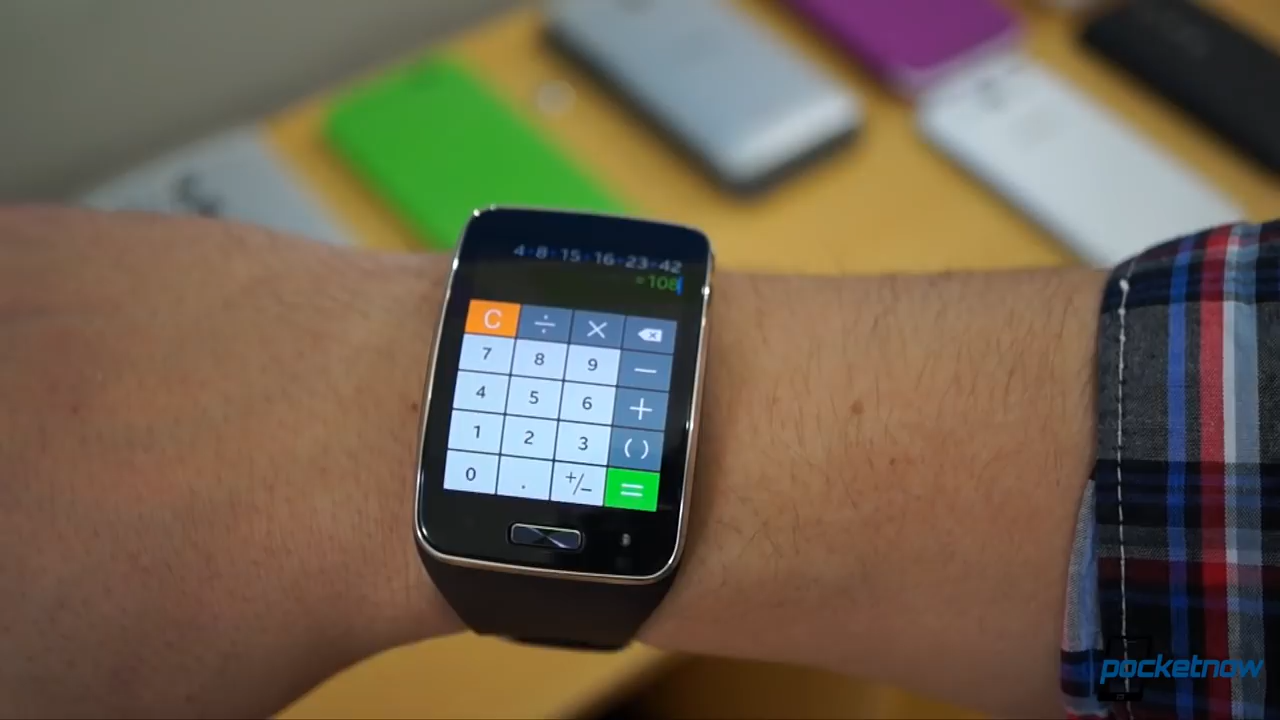 4+8+15+16+23+42
=108
C ÷ ×
7 8 9 —
4 5 6 +
1 2 3 ( )
0 . +/− =
pocketnow